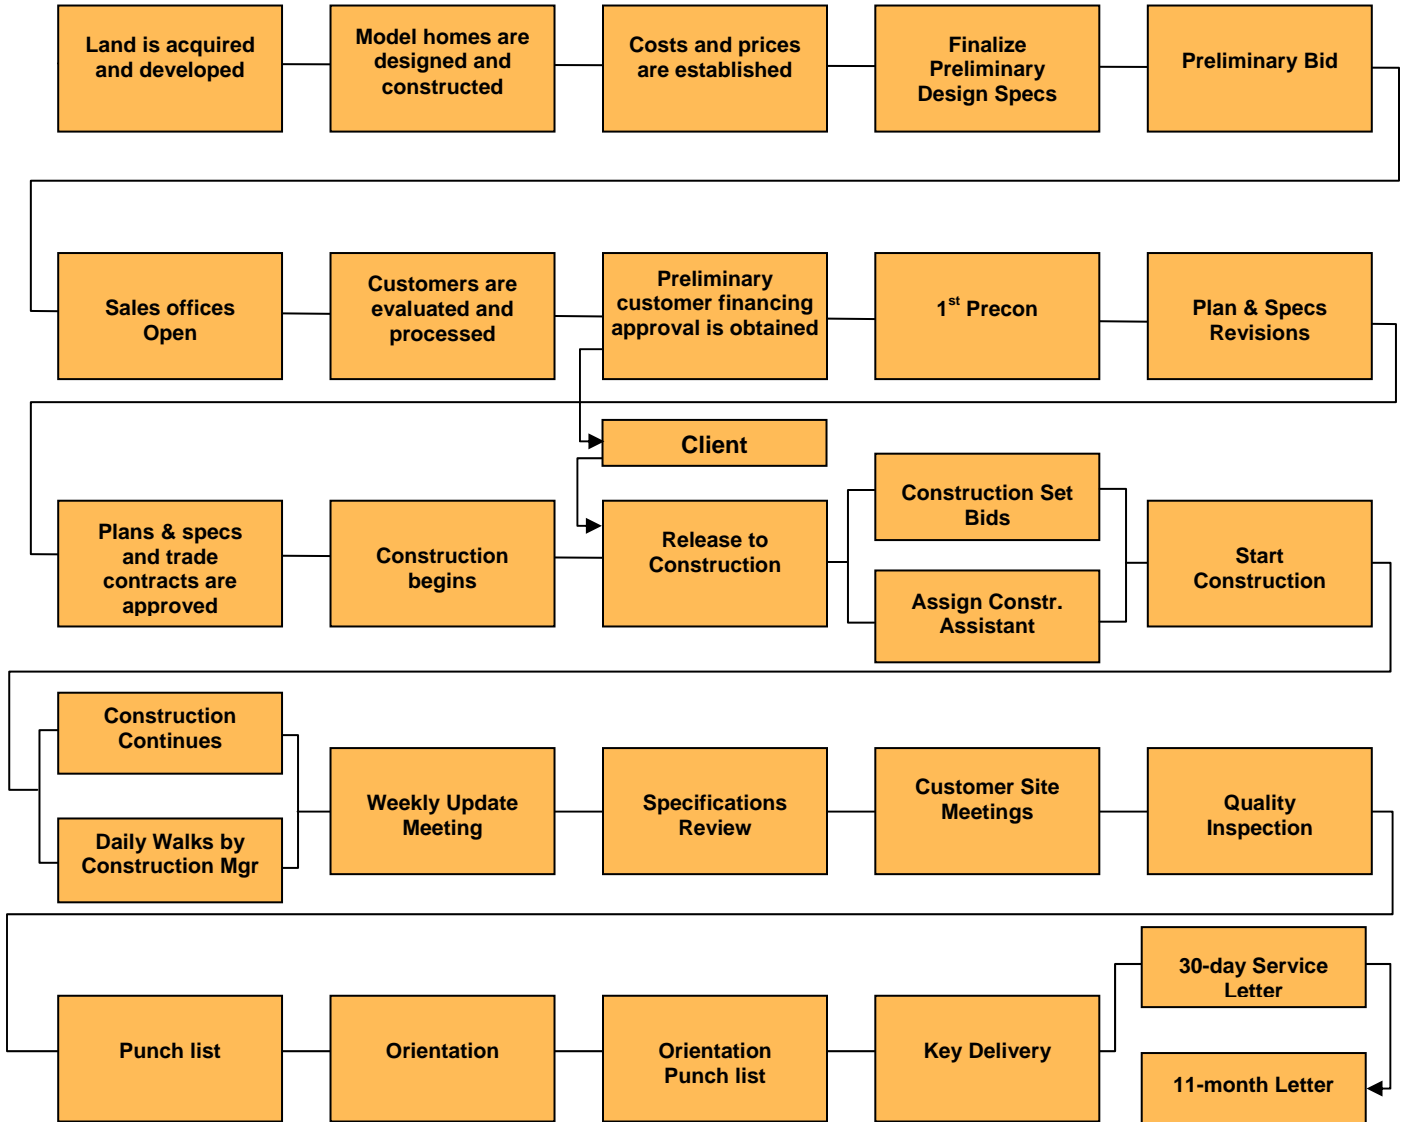 Land is acquired
and developed
Model homes are
designed and
constructed
Costs and prices
are established
Finalize
Preliminary
Design Specs
Preliminary Bid
Sales offices
Open
Customers are
evaluated and
processed
Preliminary
customer financing
approval is obtained
1st Precon
Plan & Specs
Revisions
Client
Plans & specs
and trade
contracts are
approved
Construction
begins
Release to
Construction
Construction Set
Bids
Assign Constr.
Assistant
Start
Construction
Construction
Continues
Daily Walks by
Construction Mgr
Weekly Update
Meeting
Specifications
Review
Customer Site
Meetings
Quality
Inspection
Punch list
Orientation
Orientation
Punch list
Key Delivery
30-day Service
Letter
11-month Letter